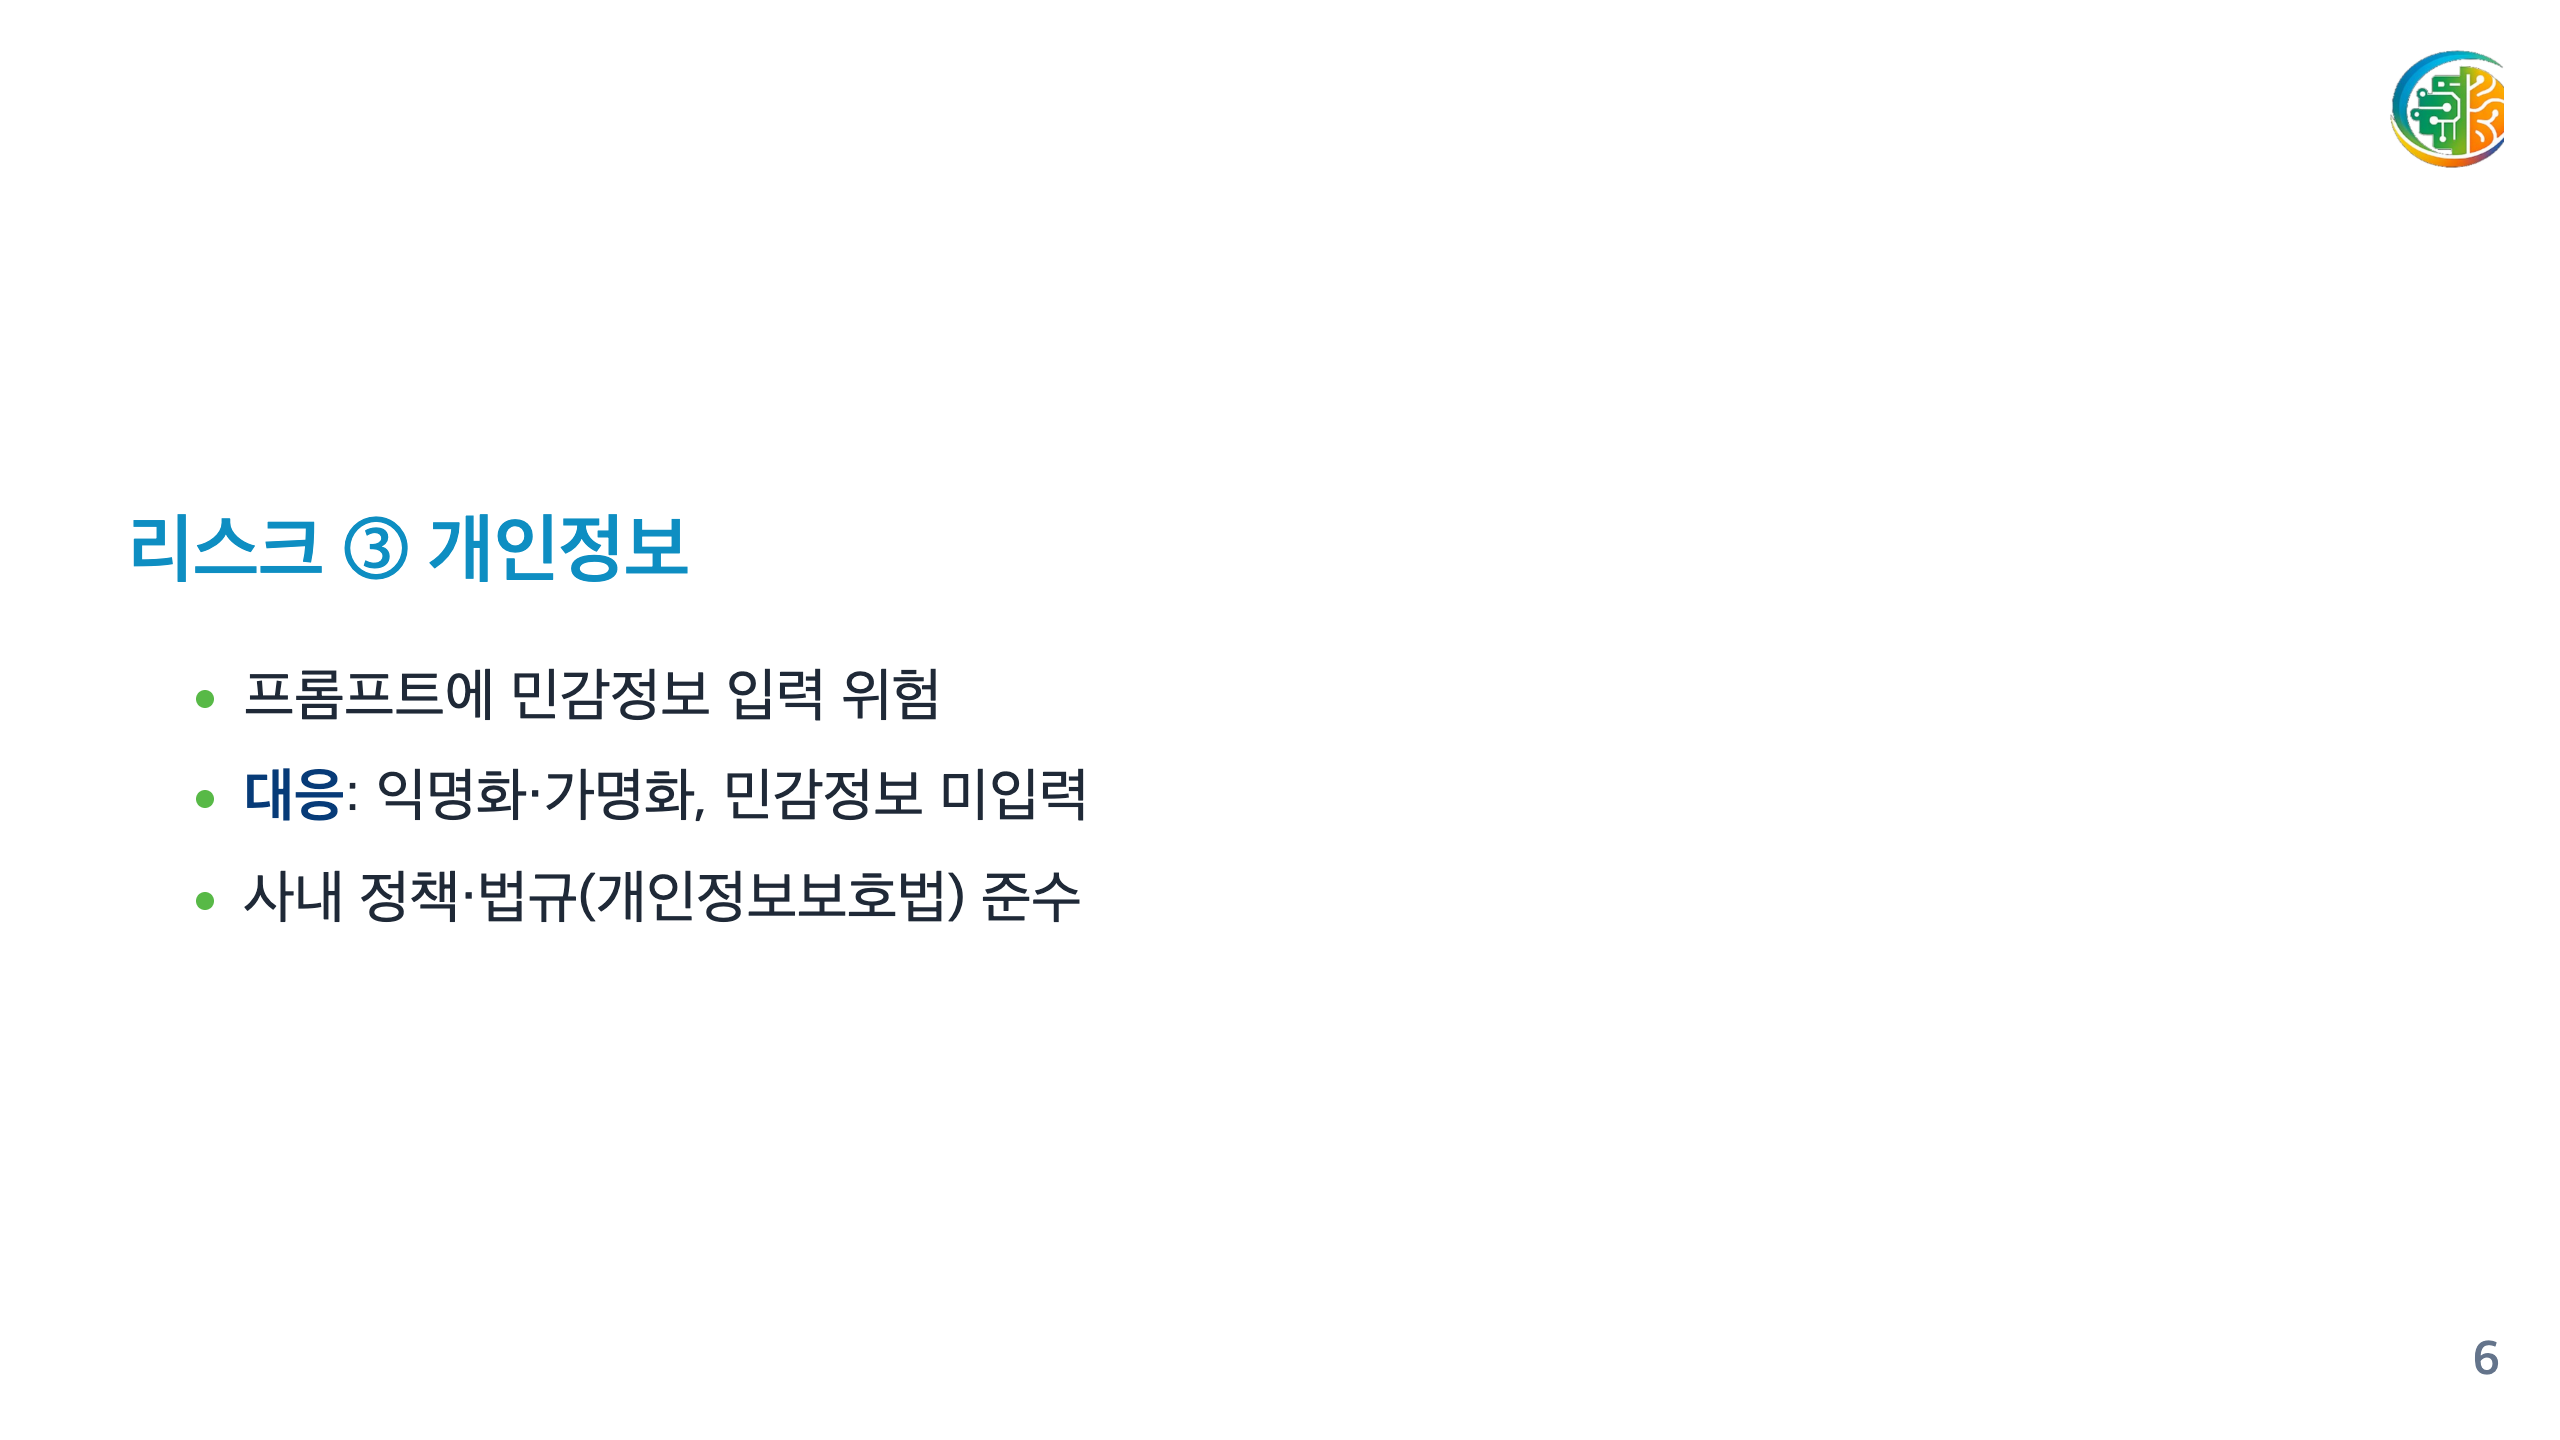 리스크 ③ 개인정보
• 프롬프트에 민감정보 입력 위험
• 대응: 익명화·가명화, 민감정보 미입력
• 사내 정책·법규(개인정보보호법) 준수
6